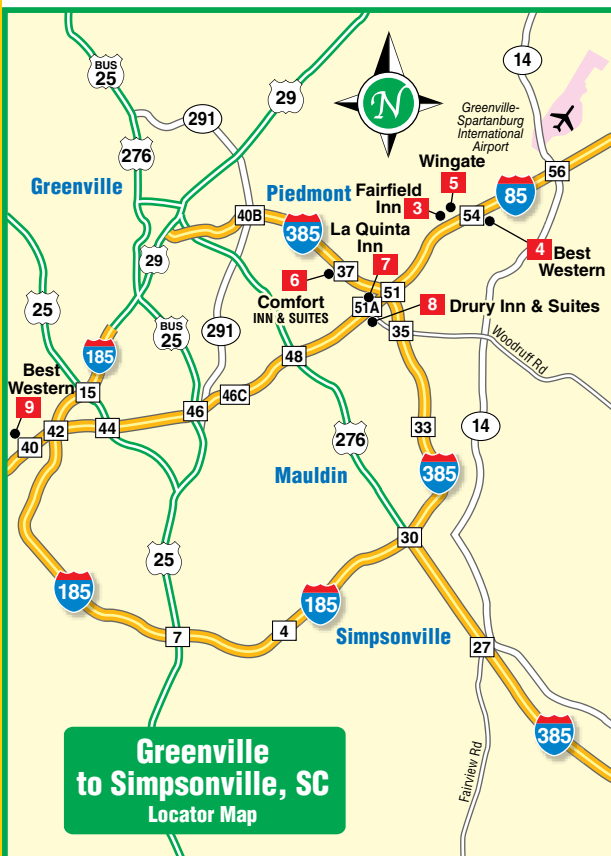 BUS
25
29
14
291
N
Greenville-
Spartanburg
International
Airport
276
Wingate
56
Greenville
Piedmont
Fairfield
Inn
3
5
85
40B
54
385
La Quinta
Inn
4
Best
Western
29
6
37
7
51
25
Comfort
INN & SUITES
51A
8
Drury Inn & Suites
BUS
25
291
35
185
48
Woodruff Rd
Best
Western
9
15
46C
46
14
42
44
33
40
276
Mauldin
385
25
30
185
185
7
4
Simpsonville
27
385
Greenville
to Simpsonville, SC
Locator Map
Fairview Rd